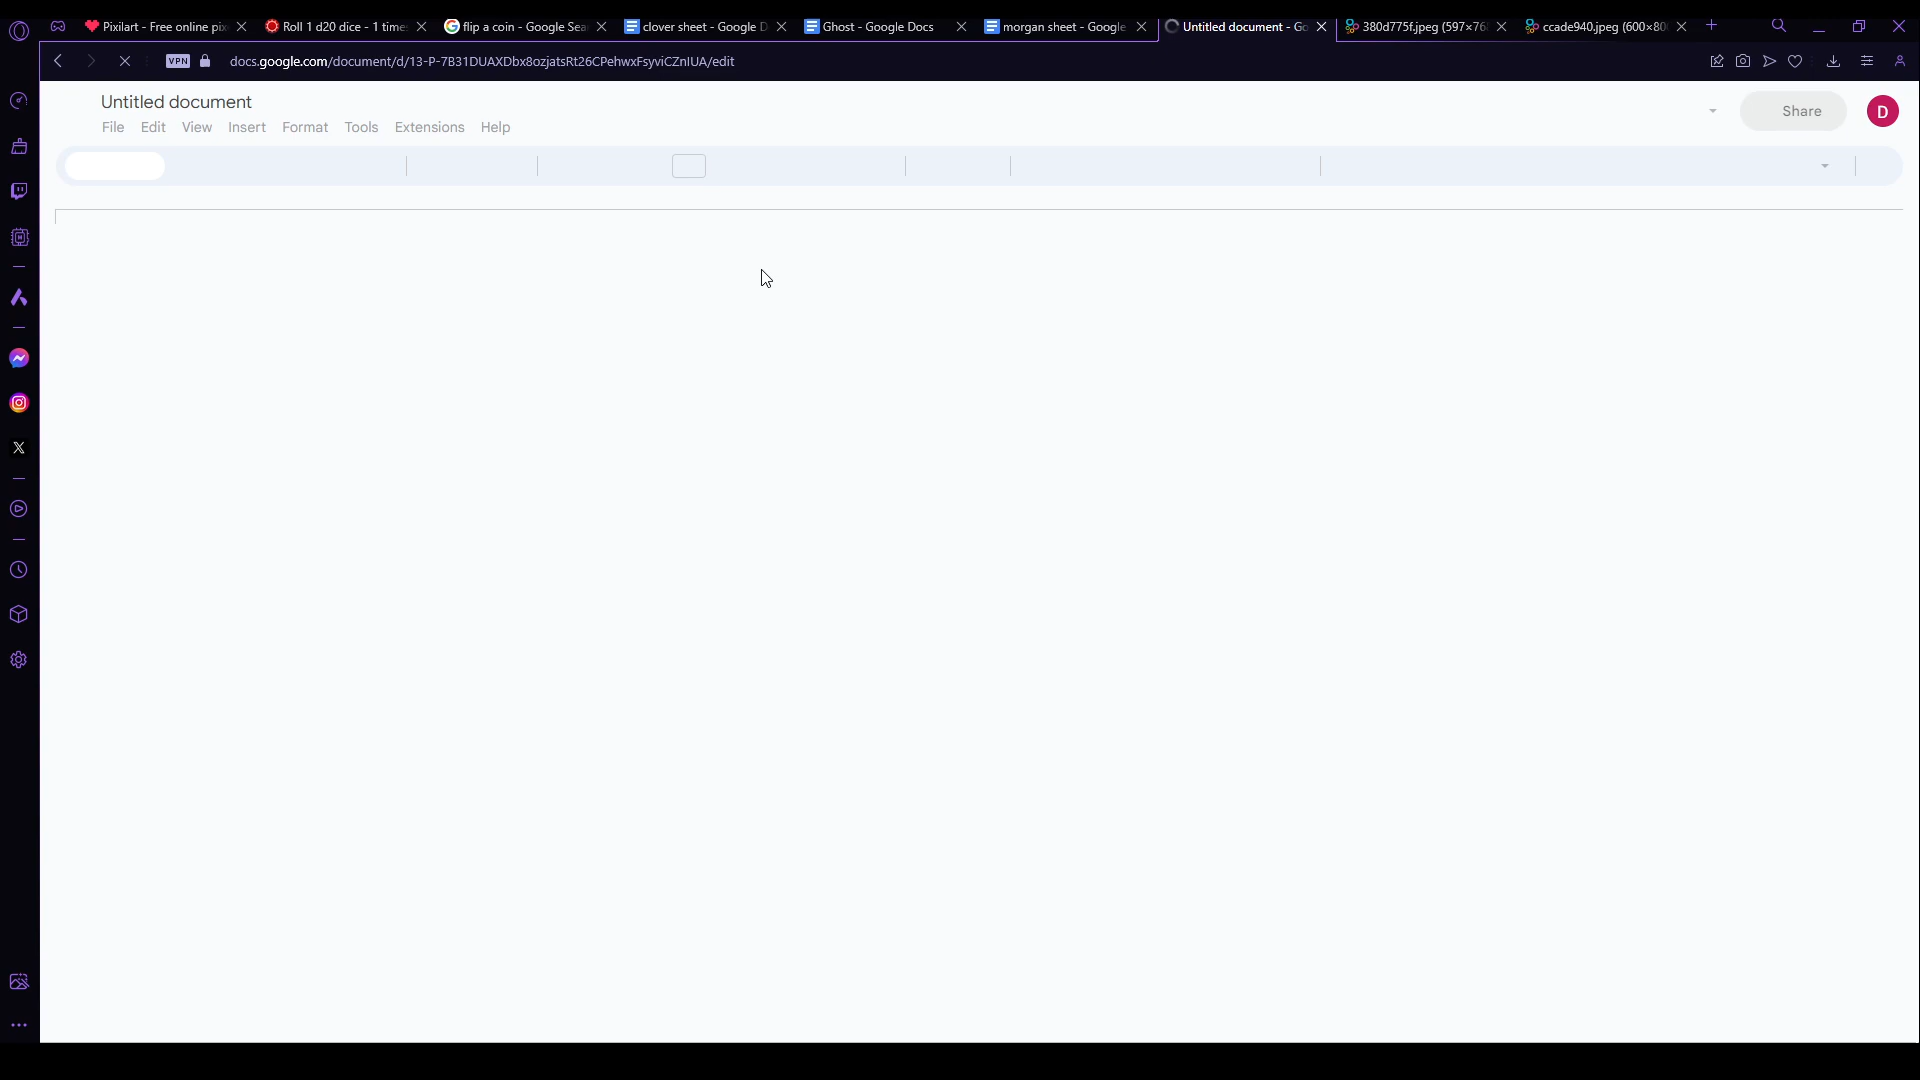 Pixilart - Free online pi
Roll 1 d20 dice - 1 time
flip a coin - Google Sea
clover sheet - Google D
Ghost - Google Docs
morgan sheet - Google
Untitled document - Go
380d775f.jpeg (597×76
ccade940.jpeg (600×80
VPN
docs.google.com/document/d/13-P-7B31DUAXDbx8ozjatsRt26CPehwxFsyviCZnIUA/edit
Untitled document
File Edit View Insert Format Tools Extensions Help
Share
D